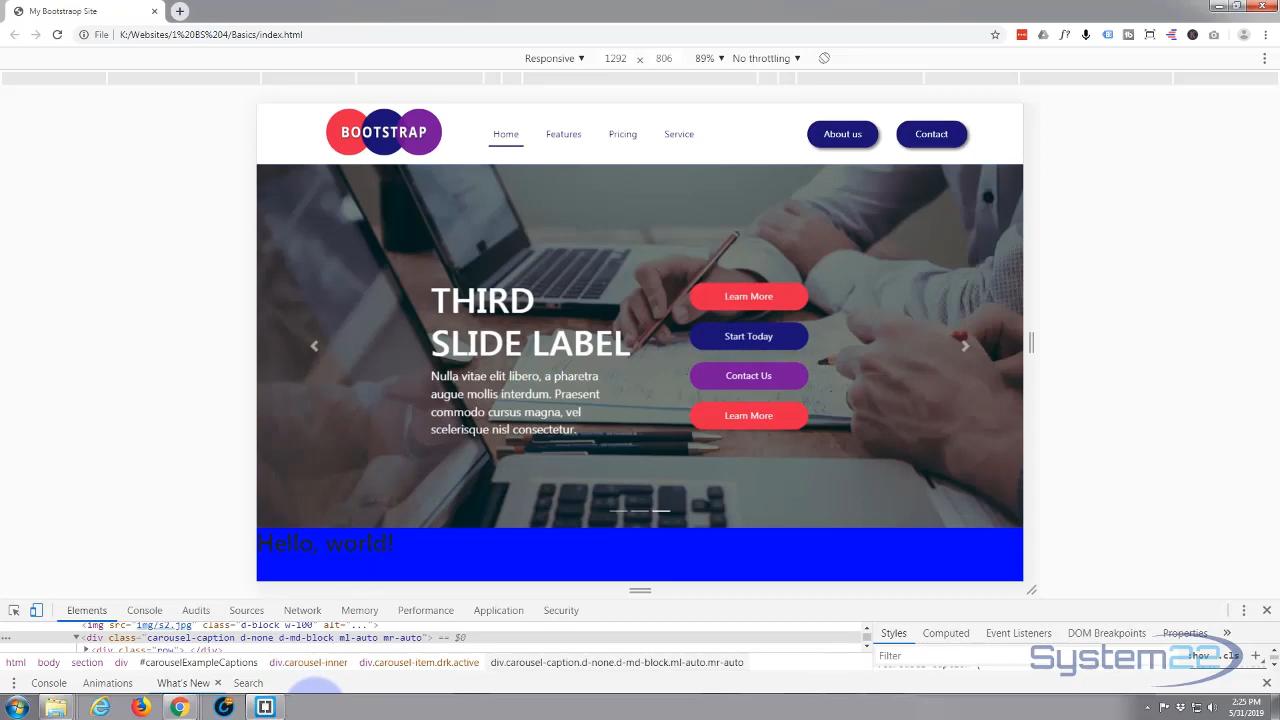 My Bootstroap Site
File | K:/Websites/1%20BS%204/Basics/index.html
Responsive 1292 × 806 89% No throttling
BOOTSTRAP
Home Features Pricing Service
About us Contact
THIRD
SLIDE LABEL
Nulla vitae elit libero, a pharetra
augue mollis interdum. Praesent
commodo cursus magna, vel
scelerisque nisl consectetur.
Learn More
Start Today
Contact Us
Learn More
Hello, world!
Elements Console Audits Sources Network Memory Performance Application Security
<img src="img/s2.jpg" class="d-block w-100" alt="...">
<div class="carousel-caption d-none d-md-block ml-auto mr-auto"> == $0
<div class="row">…</div>
Styles Computed Event Listeners DOM Breakpoints Properties
Filter :hov .cls
html body section div #carouselExampleCaptions div.carousel-inner div.carousel-item.drk.active div.carousel-caption.d-none.d-md-block.ml-auto.mr-auto
System22
Console Animations What's New Search
2:25 PM
5/31/2019